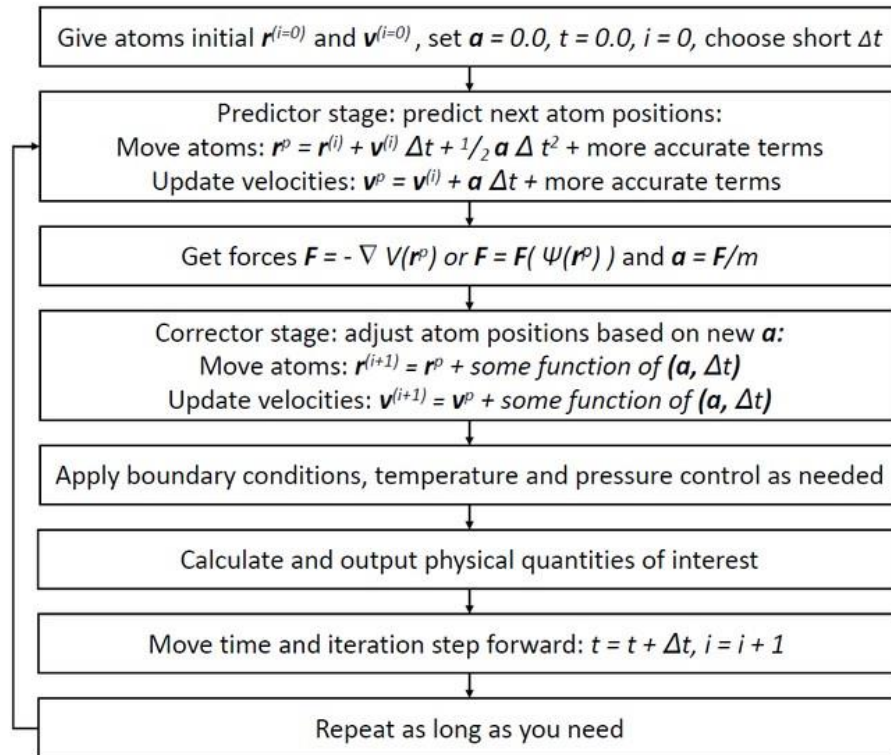 Give atoms initial r⁽ⁱ⁼⁰⁾ and v⁽ⁱ⁼⁰⁾ , set a = 0.0, t = 0.0, i = 0, choose short Δt
Predictor stage: predict next atom positions:
Move atoms: rᵖ = r⁽ⁱ⁾ + v⁽ⁱ⁾ Δt + ¹/₂ a Δ t² + more accurate terms
Update velocities: vᵖ = v⁽ⁱ⁾ + a Δt + more accurate terms
Get forces F = - ∇ V(rᵖ) or F = F( Ψ(rᵖ) ) and a = F/m
Corrector stage: adjust atom positions based on new a:
Move atoms: r⁽ⁱ⁺¹⁾ = rᵖ + some function of (a, Δt)
Update velocities: v⁽ⁱ⁺¹⁾ = vᵖ + some function of (a, Δt)
Apply boundary conditions, temperature and pressure control as needed
Calculate and output physical quantities of interest
Move time and iteration step forward: t = t + Δt, i = i + 1
Repeat as long as you need